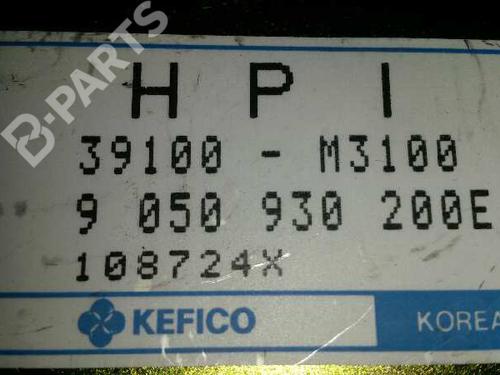 H P I
39100 - M3100
9 050 930 200E
108724X
KEFICO KOREA
B-PARTS